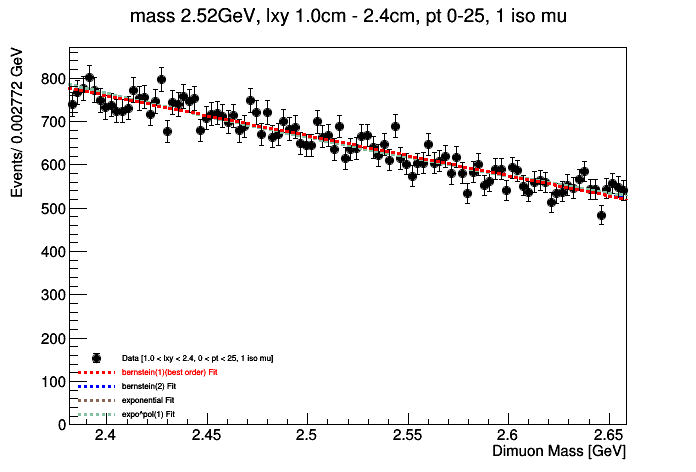 mass 2.52GeV, lxy 1.0cm - 2.4cm, pt 0-25, 1 iso mu
Events/ 0.002772 GeV
800
700
600
500
400
300
200
100
0
Data [1.0 < lxy < 2.4, 0 < pt < 25, 1 iso mu]
bernstein(1)(best order) Fit
bernstein(2) Fit
exponential Fit
expo*pol(1) Fit
2.4 2.45 2.5 2.55 2.6 2.65
Dimuon Mass [GeV]